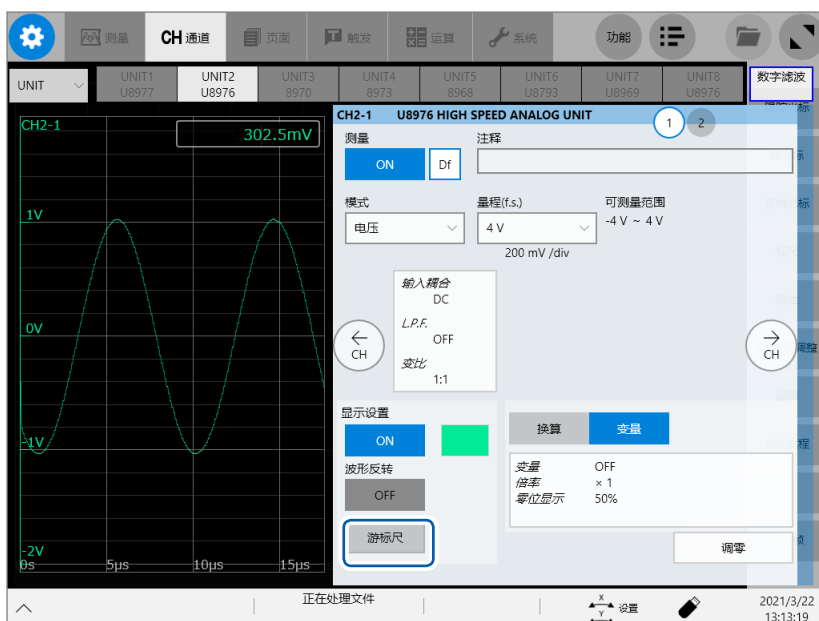 测量 CH 通道 页面 触发 运算 系统 功能
UNIT UNIT1 UNIT2 UNIT3 UNIT4 UNIT5 UNIT6 UNIT7 UNIT8 数字滤波
U8977 U8976 8970 8973 8968 U8793 U8969 U8976
CH2-1
302.5mV
1V
0V
-1V
-2V
0s 5μs 10μs 15μs
CH2-1 U8976 HIGH SPEED ANALOG UNIT 1 2
测量 注释
ON Df
模式 量程(f.s.) 可测量范围
电压 4 V -4 V ~ 4 V
200 mV /div
输入耦合
DC
L.P.F.
OFF
变比
1:1
← CH
→ CH
调整
显示设置
ON
波形反转
OFF
游标尺
换算 变量
变量 OFF
倍率 × 1
零位显示 50%
调零
正在处理文件
X Y 设置
2021/3/22
13:13:19